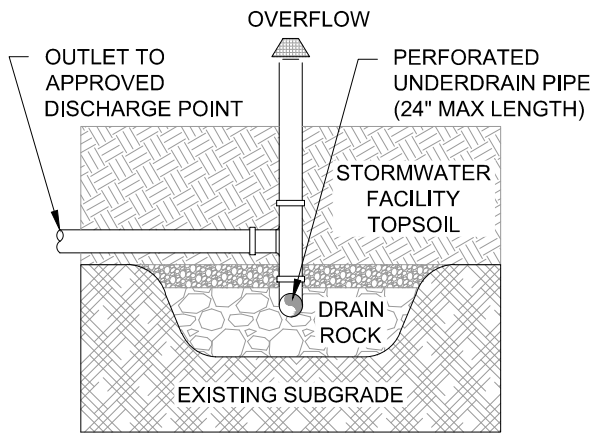 OVERFLOW
OUTLET TO
APPROVED
DISCHARGE POINT
PERFORATED
UNDERDRAIN PIPE
(24" MAX LENGTH)
STORMWATER
FACILITY
TOPSOIL
DRAIN
ROCK
EXISTING SUBGRADE